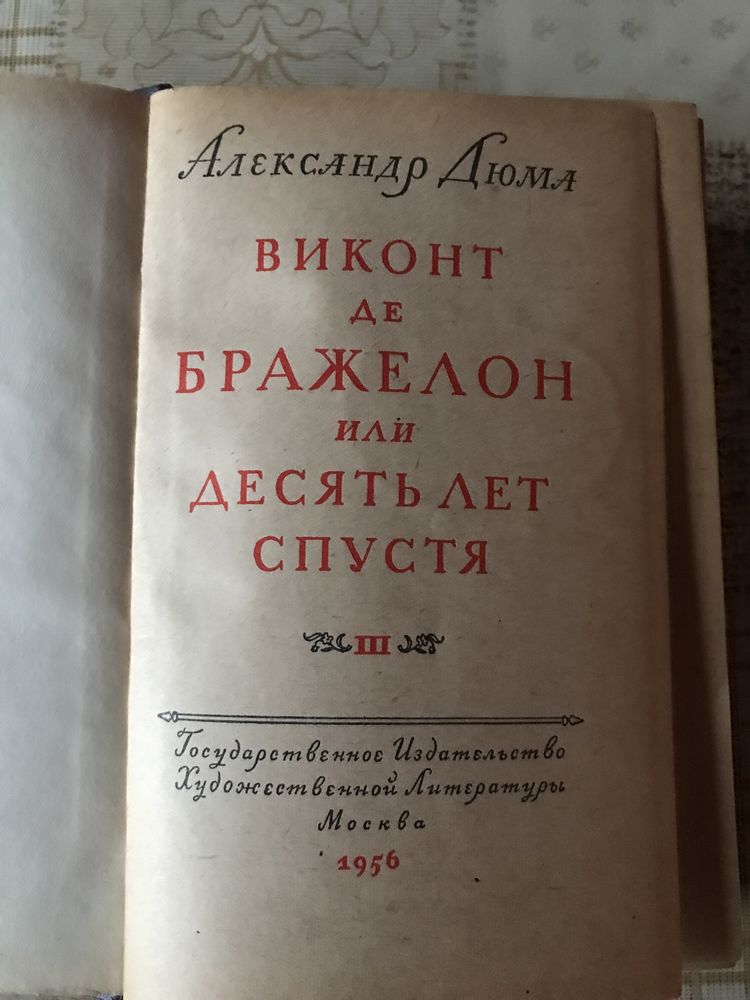 Александр Дюма
ВИКОНТ
ДЕ
БРАЖЕЛОН
ИЛИ
ДЕСЯТЬ ЛЕТ
СПУСТЯ
III
Государственное Издательство
Художественной Литературы
Москва
1956